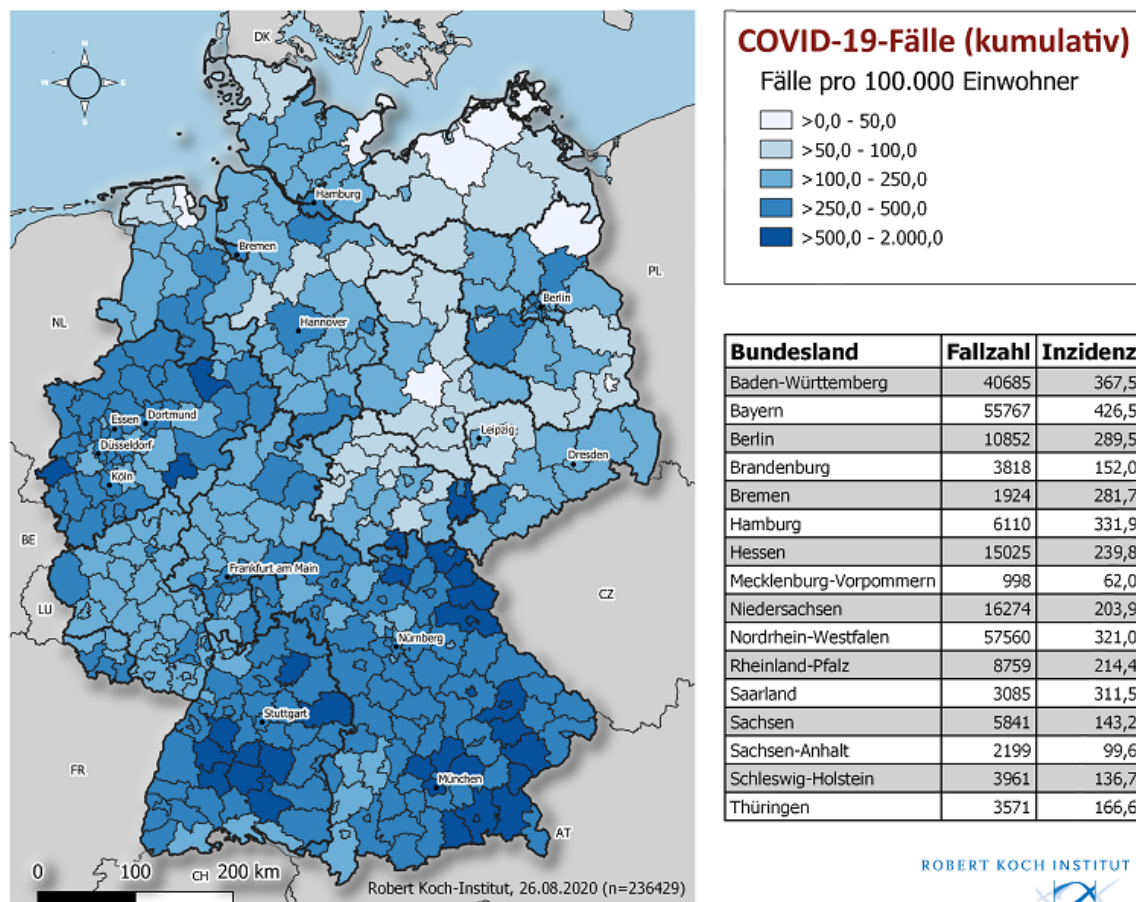 N
W E
S
DK
PL
NL
BE
LU
FR
CH
AT
CZ
Hamburg
Bremen
Berlin
Hannover
Essen
Dortmund
Düsseldorf
Köln
Leipzig
Dresden
Frankfurt am Main
Nürnberg
Stuttgart
München
0 100 200 km
Robert Koch-Institut, 26.08.2020 (n=236429)
COVID-19-Fälle (kumulativ)
Fälle pro 100.000 Einwohner
>0,0 - 50,0
>50,0 - 100,0
>100,0 - 250,0
>250,0 - 500,0
>500,0 - 2.000,0
Bundesland Fallzahl Inzidenz
Baden-Württemberg 40685 367,5
Bayern 55767 426,5
Berlin 10852 289,5
Brandenburg 3818 152,0
Bremen 1924 281,7
Hamburg 6110 331,9
Hessen 15025 239,8
Mecklenburg-Vorpommern 998 62,0
Niedersachsen 16274 203,9
Nordrhein-Westfalen 57560 321,0
Rheinland-Pfalz 8759 214,4
Saarland 3085 311,5
Sachsen 5841 143,2
Sachsen-Anhalt 2199 99,6
Schleswig-Holstein 3961 136,7
Thüringen 3571 166,6
ROBERT KOCH INSTITUT